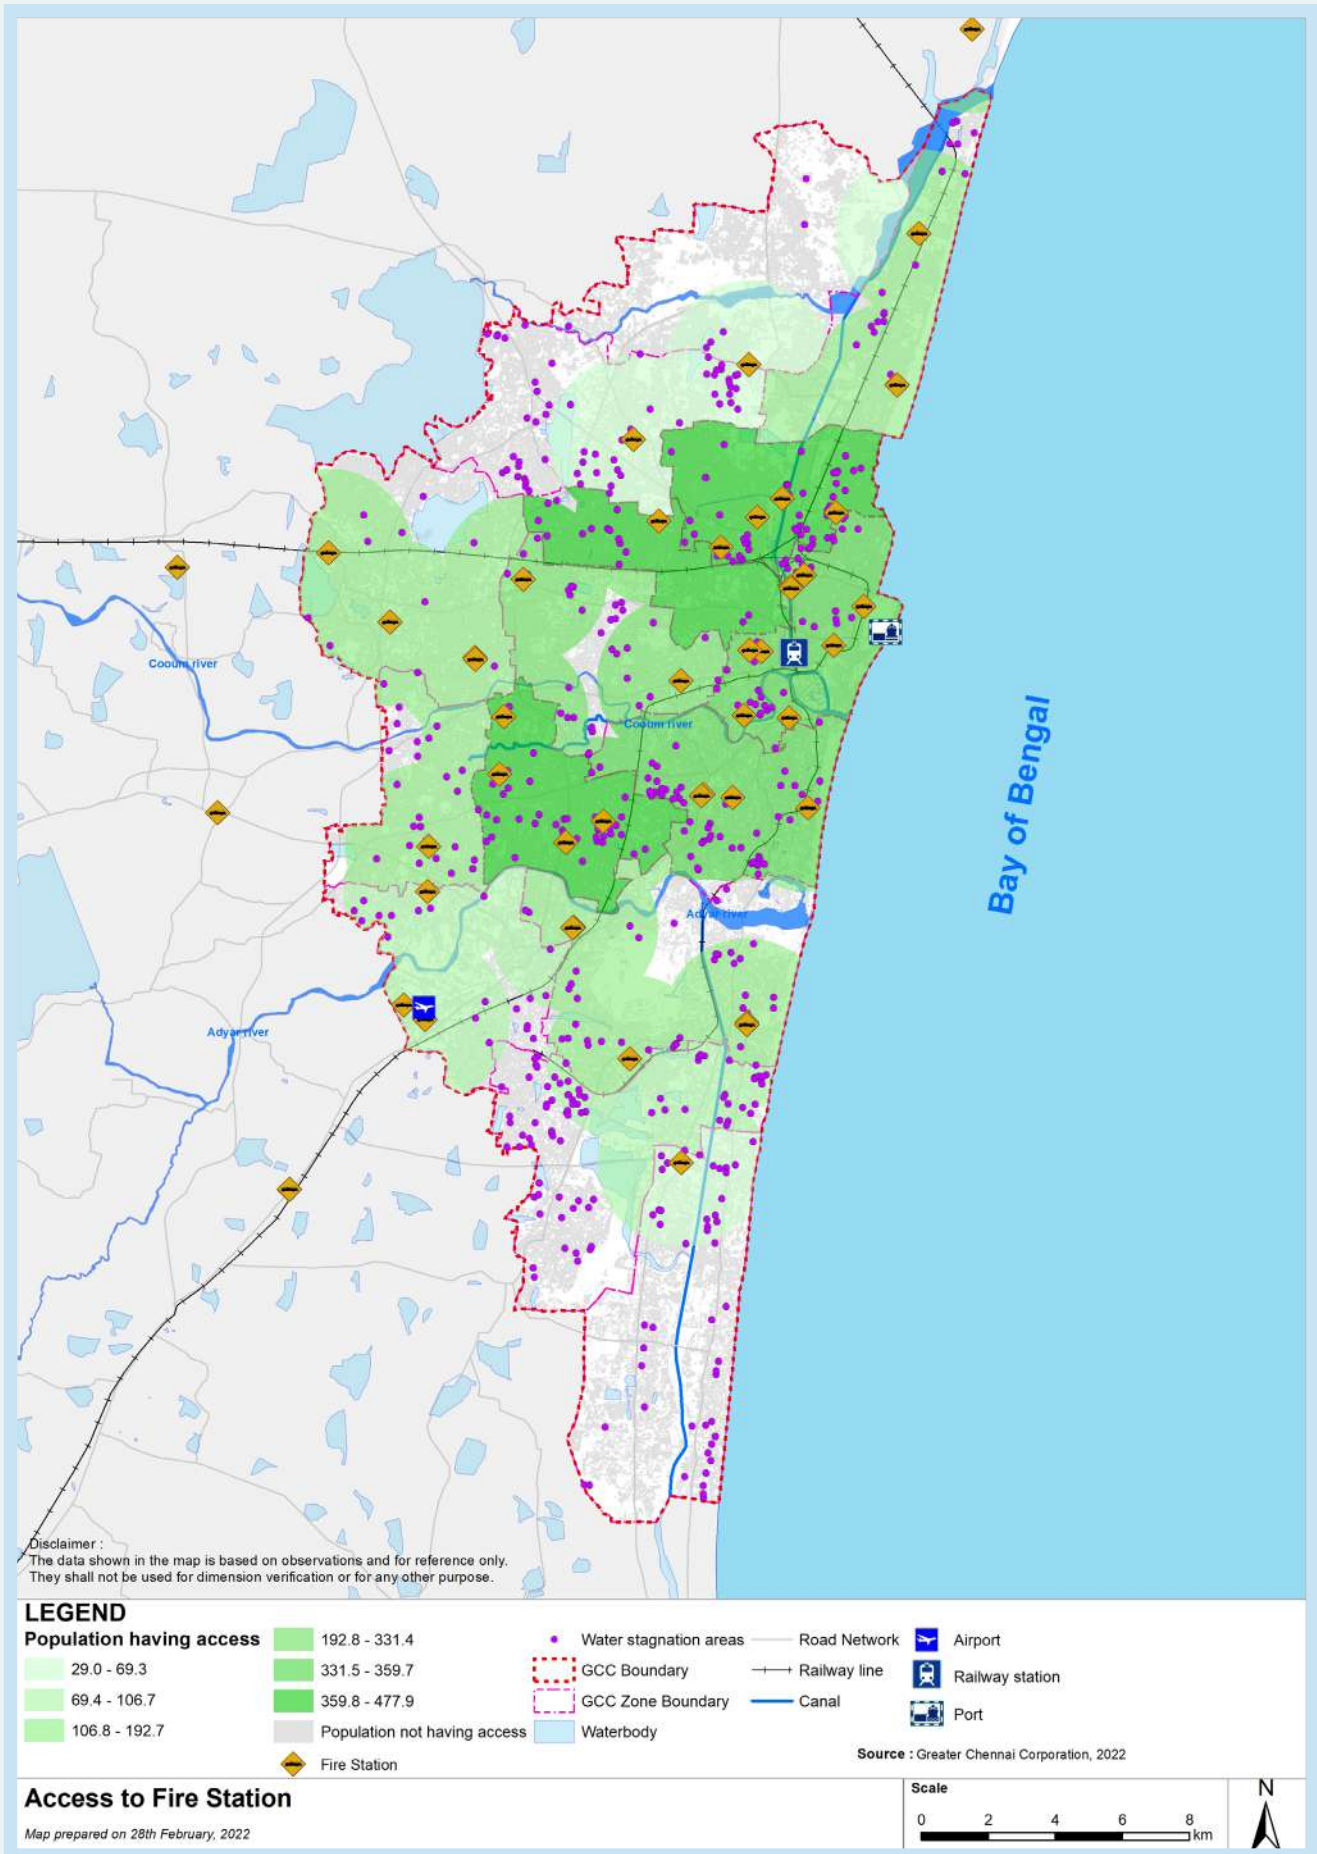 Cooum river
Cooum river
Bay of Bengal
Adyar river
Adyar river
Disclaimer :
The data shown in the map is based on observations and for reference only.
They shall not be used for dimension verification or for any other purpose.
LEGEND
Population having access
29.0 - 69.3
69.4 - 106.7
106.8 - 192.7
192.8 - 331.4
331.5 - 359.7
359.8 - 477.9
Population not having access
Fire Station
Water stagnation areas
GCC Boundary
GCC Zone Boundary
Waterbody
Road Network
Railway line
Canal
Airport
Railway station
Port
Source : Greater Chennai Corporation, 2022
Access to Fire Station
Map prepared on 28th February, 2022
Scale
0 2 4 6 8
km
N